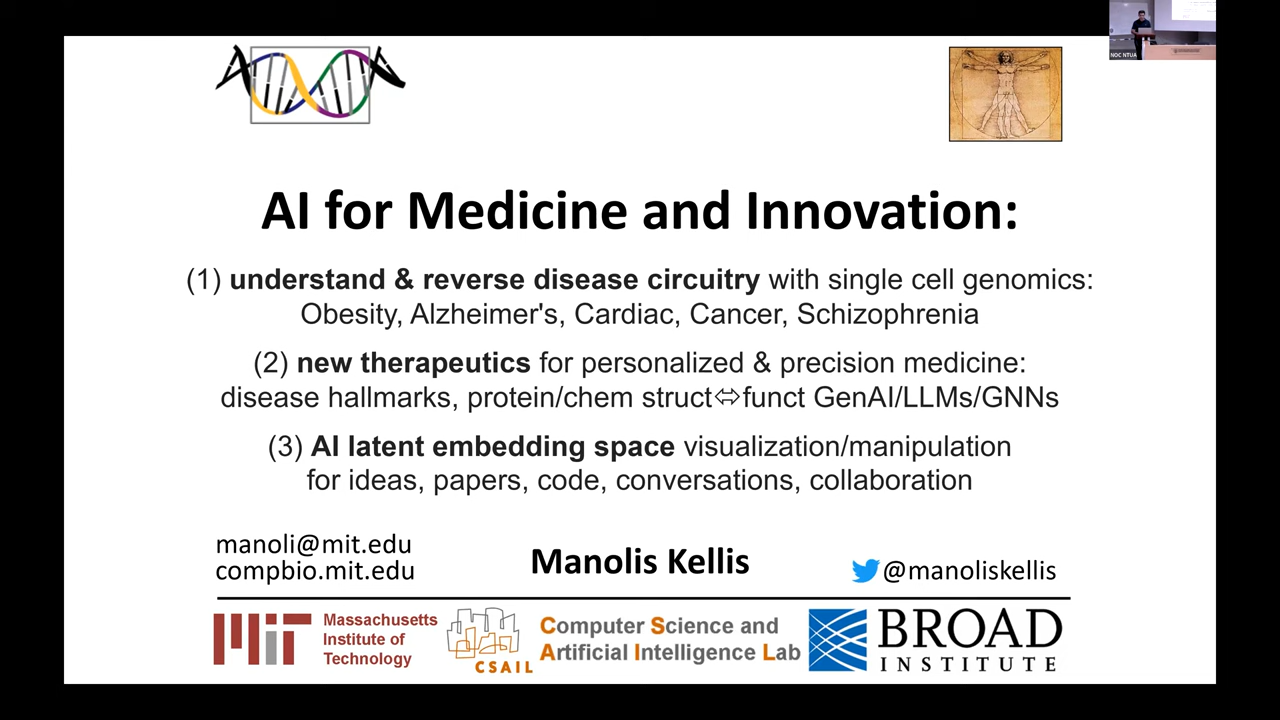 NOC NTUA
AI for Medicine and Innovation:
(1) understand & reverse disease circuitry with single cell genomics:
Obesity, Alzheimer's, Cardiac, Cancer, Schizophrenia
(2) new therapeutics for personalized & precision medicine:
disease hallmarks, protein/chem struct⬄funct GenAI/LLMs/GNNs
(3) AI latent embedding space visualization/manipulation
for ideas, papers, code, conversations, collaboration
manoli@mit.edu
compbio.mit.edu
Manolis Kellis
@manoliskellis
MIT
Massachusetts
Institute of
Technology
CSAIL
Computer Science and
Artificial Intelligence Lab
BROAD
INSTITUTE